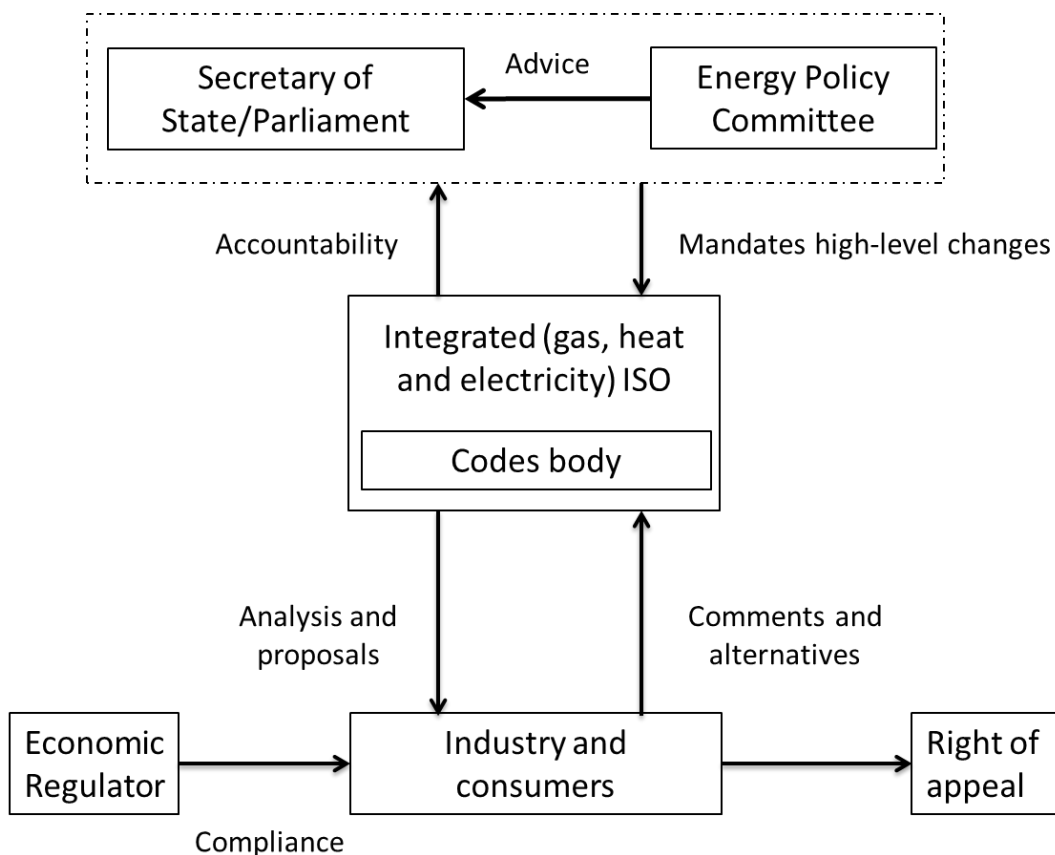 Secretary of
State/Parliament
Advice
Energy Policy
Committee
Accountability
Mandates high-level changes
Integrated (gas, heat
and electricity) ISO
Codes body
Analysis and
proposals
Comments and
alternatives
Economic
Regulator
Compliance
Industry and
consumers
Right of
appeal